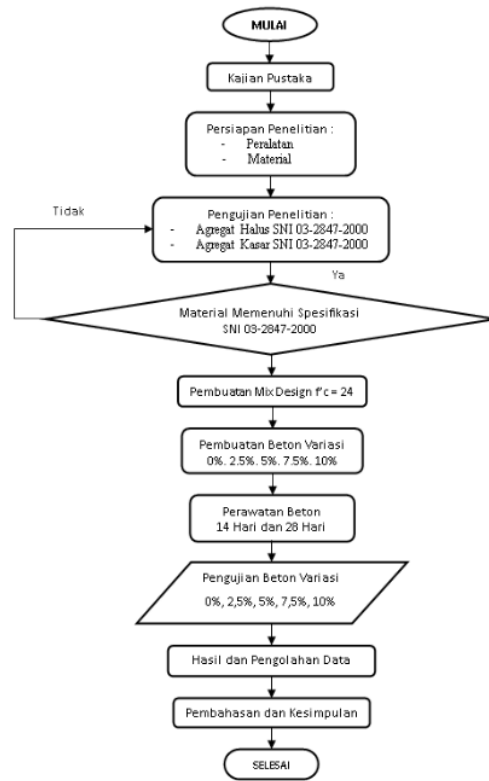 MULAI
Kajian Pustaka
Persiapan Penelitian :
- Peralatan
- Material
Tidak
Pengujian Penelitian :
- Agregat Halus SNI 03-2847-2000
- Agregat Kasar SNI 03-2847-2000
Ya
Material Memenuhi Spesifikasi
SNI 03-2847-2000
Pembuatan Mix Design f'c = 24
Pembuatan Beton Variasi
0%. 2.5%. 5%. 7.5%. 10%
Perawatan Beton
14 Hari dan 28 Hari
Pengujian Beton Variasi
0%, 2,5%, 5%, 7,5%, 10%
Hasil dan Pengolahan Data
Pembahasan dan Kesimpulan
SELESAI